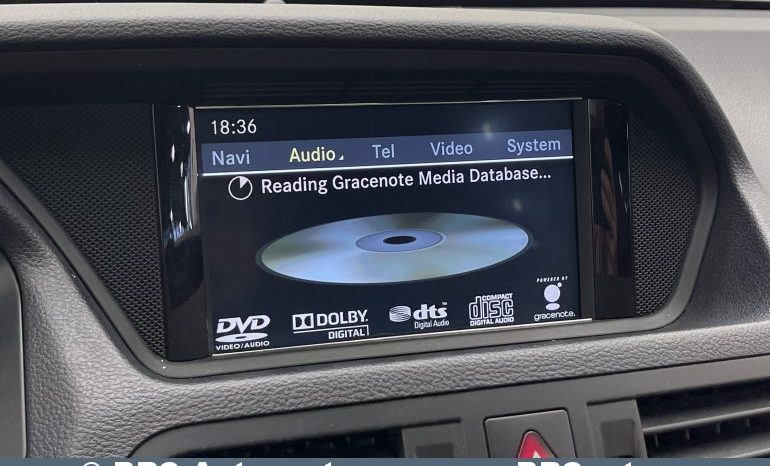 18:36
Navi Audio Tel Video System
Reading Gracenote Media Database...
DVD VIDEO/AUDIO
DOLBY DIGITAL
dts Digital Audio
COMPACT disc DIGITAL AUDIO
POWERED BY gracenote.